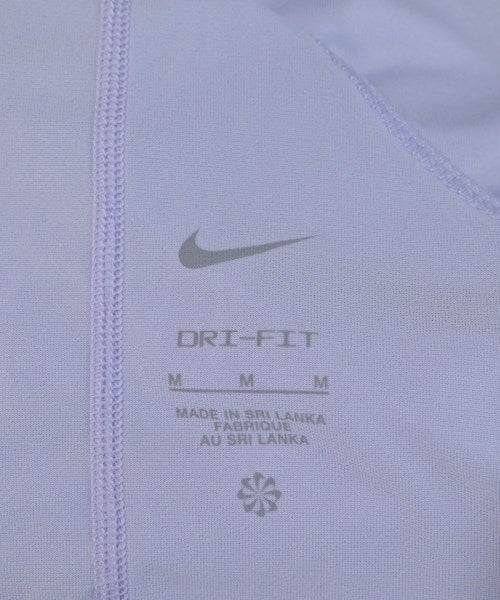 DRI-FIT
M M M
MADE IN SRI LANKA
FABRIQUE
AU SRI LANKA